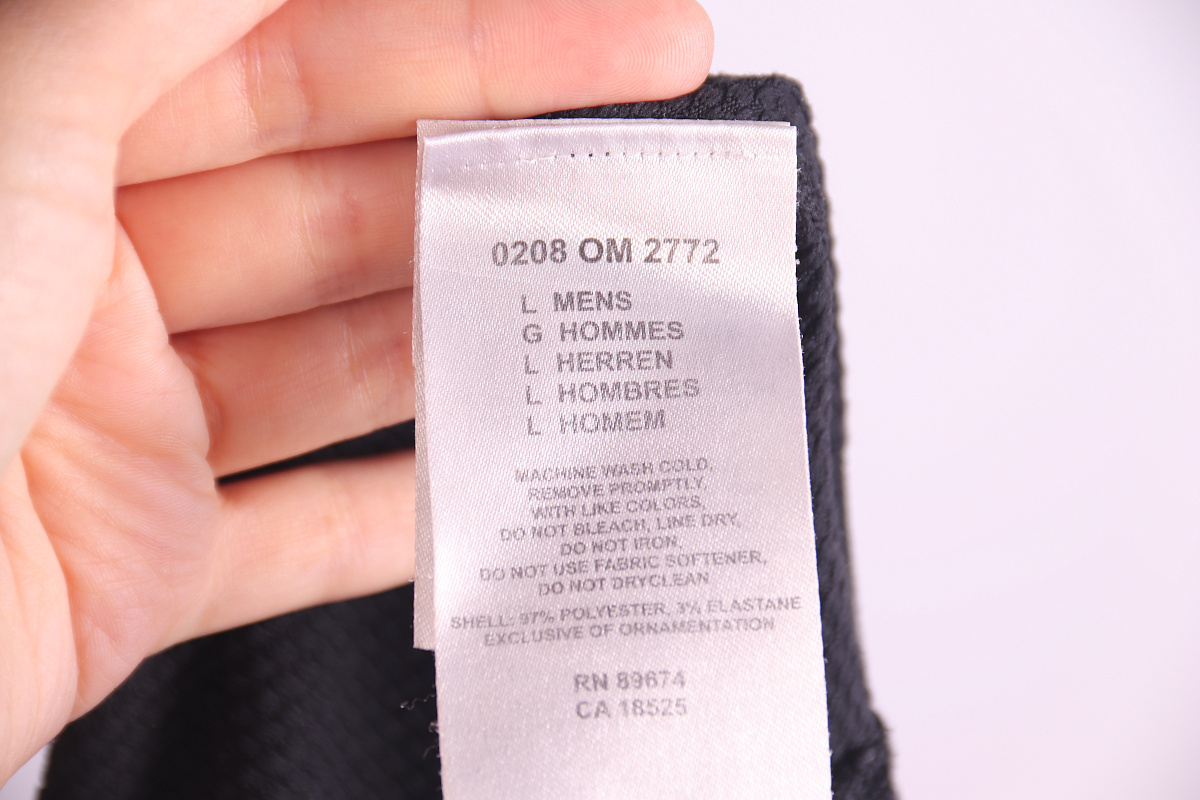 0208 OM 2772
L MENS
G HOMMES
L HERREN
L HOMBRES
L HOMEM
MACHINE WASH COLD,
REMOVE PROMPTLY,
WITH LIKE COLORS,
DO NOT BLEACH, LINE DRY,
DO NOT IRON,
DO NOT USE FABRIC SOFTENER,
DO NOT DRYCLEAN
SHELL: 97% POLYESTER, 3% ELASTANE
EXCLUSIVE OF ORNAMENTATION
RN 89674
CA 18525